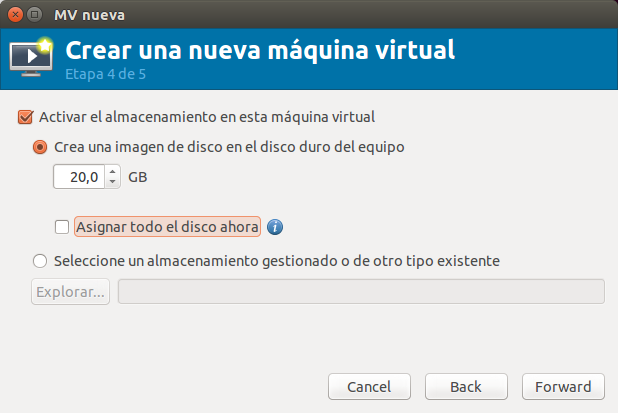 MV nueva
Crear una nueva máquina virtual
Etapa 4 de 5
Activar el almacenamiento en esta máquina virtual
Crea una imagen de disco en el disco duro del equipo
20,0 GB
Asignar todo el disco ahora
Seleccione un almacenamiento gestionado o de otro tipo existente
Explorar...
Cancel Back Forward